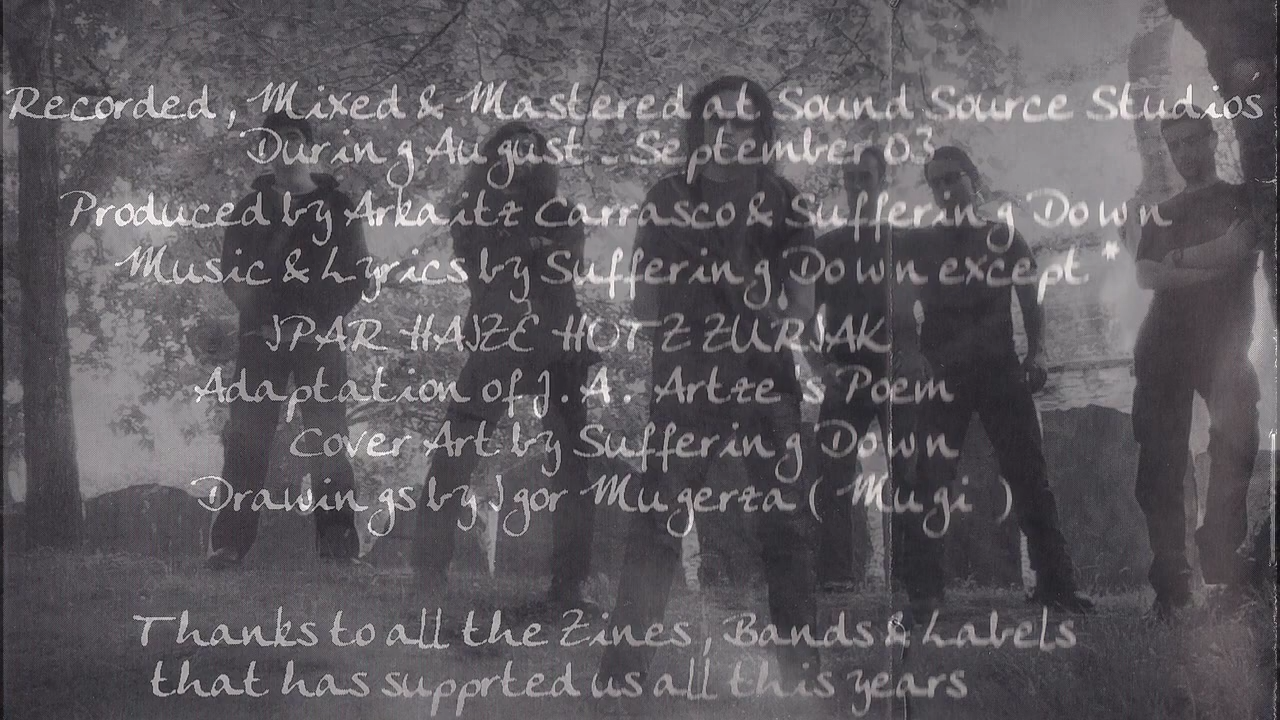 Recorded, Mixed & Mastered at Sound Source Studios´
During August - September 03
Produced by Arkaitz Carrasco & Suffering Down
Music & Lyrics by Suffering Down except *
IPAR HAIZE HOTZ ZURIAK
Adaptation of J. A. Artze s Poem
Cover Art by Suffering Down
Drawings by Igor Mugerza ( Mugi )
Thanks to all the Zines, Bands & Labels
that has supprted us all this years